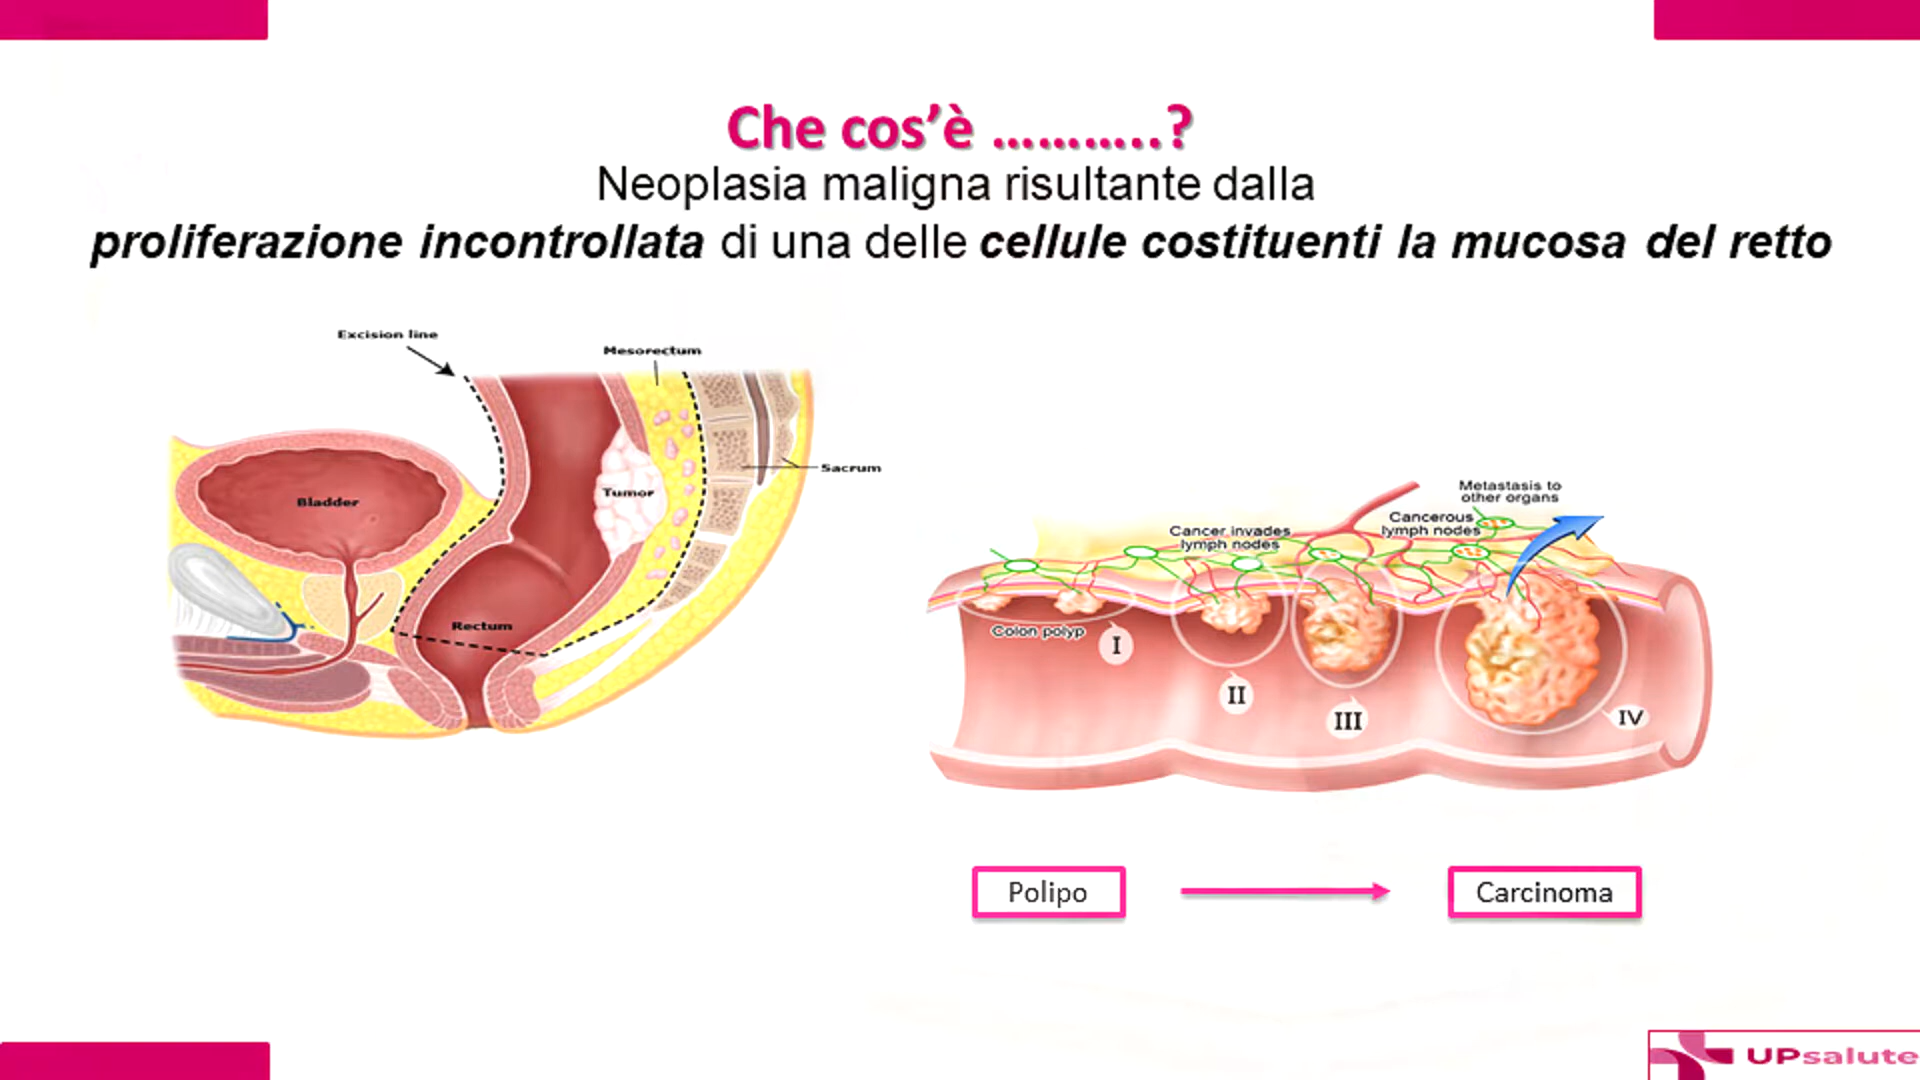 Che cos’è ………..?
Neoplasia maligna risultante dalla
proliferazione incontrollata di una delle cellule costituenti la mucosa del retto
Excision line
Mesorectum
Sacrum
Bladder
Tumor
Rectum
Metastasis to
other organs
Cancerous
lymph nodes
Cancer invades
lymph nodes
Colon polyp
I
II
III
IV
Polipo
Carcinoma
UPsalute